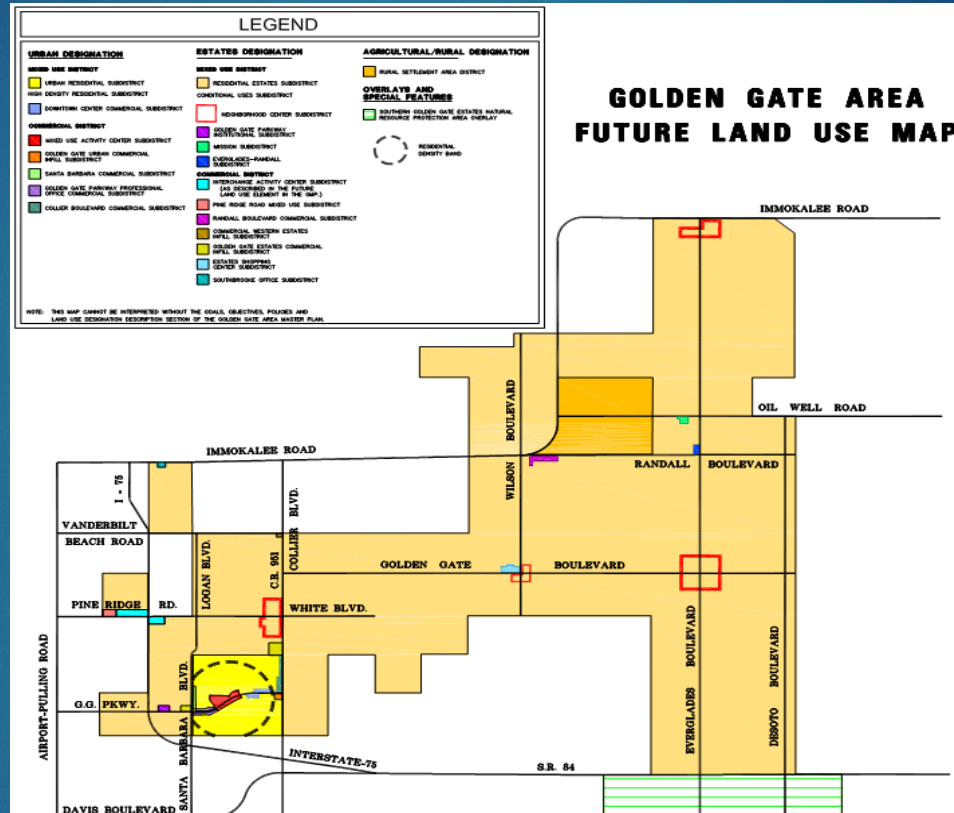 LEGEND
URBAN DESIGNATION
MIXED USE DISTRICT
URBAN RESIDENTIAL SUBDISTRICT
HIGH DENSITY RESIDENTIAL SUBDISTRICT
DOWNTOWN CENTER COMMERCIAL SUBDISTRICT
COMMERCIAL DISTRICT
MIXED USE ACTIVITY CENTER SUBDISTRICT
GOLDEN GATE URBAN COMMERCIAL
INFILL SUBDISTRICT
SANTA BARBARA COMMERCIAL SUBDISTRICT
GOLDEN GATE PARKWAY PROFESSIONAL
OFFICE COMMERCIAL SUBDISTRICT
COLLIER BOULEVARD COMMERCIAL SUBDISTRICT
ESTATES DESIGNATION
MIXED USE DISTRICT
RESIDENTIAL ESTATES SUBDISTRICT
CONDITIONAL USES SUBDISTRICT
NEIGHBORHOOD CENTER SUBDISTRICT
GOLDEN GATE PARKWAY
INSTITUTIONAL SUBDISTRICT
MISSION SUBDISTRICT
EVERGLADES-RANDALL
SUBDISTRICT
COMMERCIAL DISTRICT
INTERCHANGE ACTIVITY CENTER SUBDISTRICT
(AS DESCRIBED IN THE FUTURE
LAND USE ELEMENT IN THE GMP.)
PINE RIDGE ROAD MIXED USE SUBDISTRICT
RANDALL BOULEVARD COMMERCIAL SUBDISTRICT
COMMERCIAL WESTERN ESTATES
INFILL SUBDISTRICT
GOLDEN GATE ESTATES COMMERCIAL
INFILL SUBDISTRICT
ESTATES SHOPPING
CENTER SUBDISTRICT
SOUTHBROOKE OFFICE SUBDISTRICT
AGRICULTURAL/RURAL DESIGNATION
RURAL SETTLEMENT AREA DISTRICT
OVERLAYS AND
SPECIAL FEATURES
SOUTHERN GOLDEN GATE ESTATES NATURAL
RESOURCE PROTECTION AREA OVERLAY
RESIDENTIAL
DENSITY BAND
NOTE: THIS MAP CANNOT BE INTERPRETED WITHOUT THE GOALS, OBJECTIVES, POLICIES AND
LAND USE DESIGNATION DESCRIPTION SECTION OF THE GOLDEN GATE AREA MASTER PLAN.
GOLDEN GATE AREA
FUTURE LAND USE MAP
IMMOKALEE ROAD
OIL WELL ROAD
WILSON BOULEVARD
RANDALL BOULEVARD
IMMOKALEE ROAD
I - 75
VANDERBILT
BEACH ROAD
LOGAN BLVD.
C.R. 951
COLLIER BLVD.
GOLDEN GATE BOULEVARD
PINE RIDGE RD.
WHITE BLVD.
AIRPORT-PULLING ROAD
G.G. PKWY.
SANTA BARBARA BLVD.
EVERGLADES BOULEVARD
DESOTO BOULEVARD
INTERSTATE-75
S.R. 84
DAVIS BOULEVARD